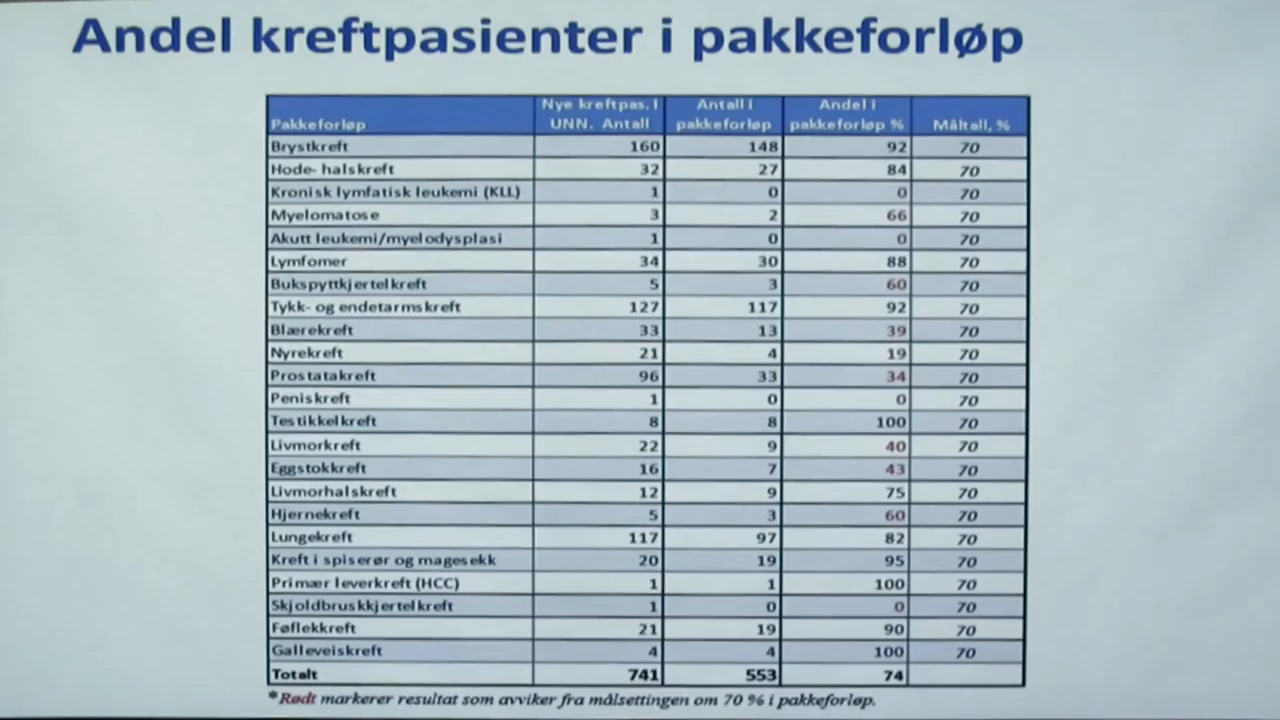 Andel kreftpasienter i pakkeforløp
Pakkeforløp Nye kreftpas. I UNN. Antall Antall i pakkeforløp Andel i pakkeforløp % Måltall, %
Brystkreft 160 148 92 70
Hode- halskreft 32 27 84 70
Kronisk lymfatisk leukemi (KLL) 1 0 0 70
Myelomatose 3 2 66 70
Akutt leukemi/myelodysplasi 1 0 0 70
Lymfomer 34 30 88 70
Bukspyttkjertelkreft 5 3 60 70
Tykk- og endetarmskreft 127 117 92 70
Blærekreft 33 13 39 70
Nyrekreft 21 4 19 70
Prostatakreft 96 33 34 70
Peniskreft 1 0 0 70
Testikkelkreft 8 8 100 70
Livmorkreft 22 9 40 70
Eggstokkreft 16 7 43 70
Livmorhalskreft 12 9 75 70
Hjernekreft 5 3 60 70
Lungekreft 117 97 82 70
Kreft i spiserør og magesekk 20 19 95 70
Primær leverkreft (HCC) 1 1 100 70
Skjoldbruskkjertelkreft 1 0 0 70
Føflekkreft 21 19 90 70
Galleveiskreft 4 4 100 70
Totalt 741 553 74
*Rødt markerer resultat som avviker fra målsettingen om 70 % i pakkeforløp.